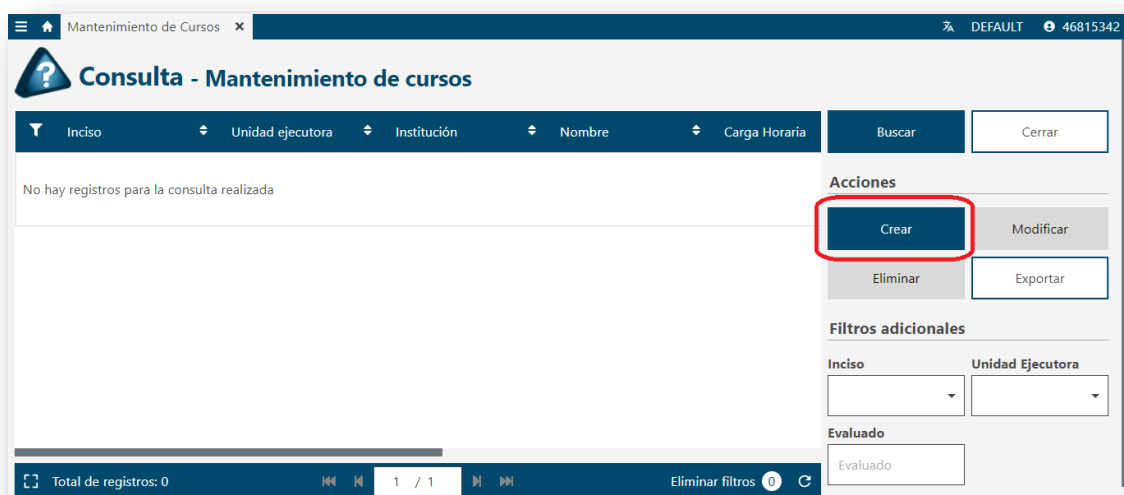 Mantenimiento de Cursos
DEFAULT 46815342
Consulta - Mantenimiento de cursos
Inciso Unidad ejecutora Institución Nombre Carga Horaria
Buscar Cerrar
No hay registros para la consulta realizada
Acciones
Crear Modificar
Eliminar Exportar
Filtros adicionales
Inciso Unidad Ejecutora
Evaluado
Evaluado
Total de registros: 0 1 / 1 Eliminar filtros 0